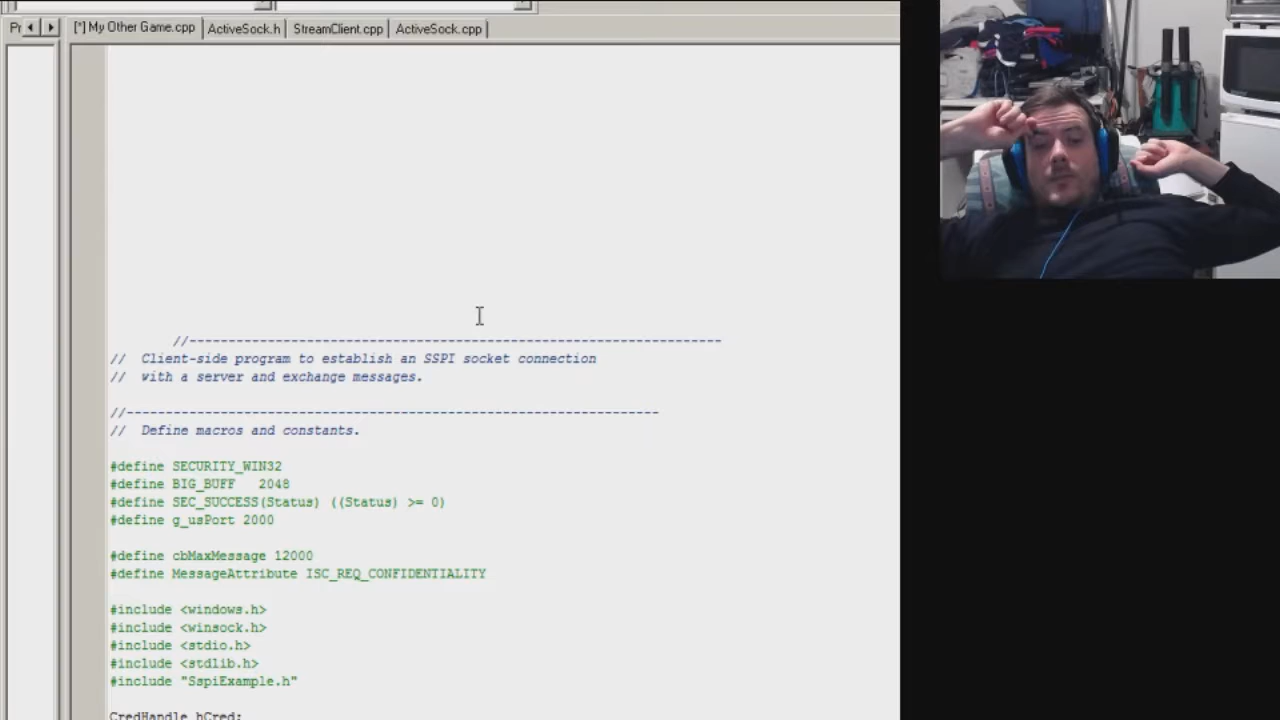 Pr [*] My Other Game.cpp ActiveSock.h StreamClient.cpp ActiveSock.cpp
//--------------------------------------------------------------------
// Client-side program to establish an SSPI socket connection
// with a server and exchange messages.
//--------------------------------------------------------------------
// Define macros and constants.
#define SECURITY_WIN32
#define BIG_BUFF   2048
#define SEC_SUCCESS(Status) ((Status) >= 0)
#define g_usPort 2000
#define cbMaxMessage 12000
#define MessageAttribute ISC_REQ_CONFIDENTIALITY
#include <windows.h>
#include <winsock.h>
#include <stdio.h>
#include <stdlib.h>
#include "SspiExample.h"
CredHandle hCred;